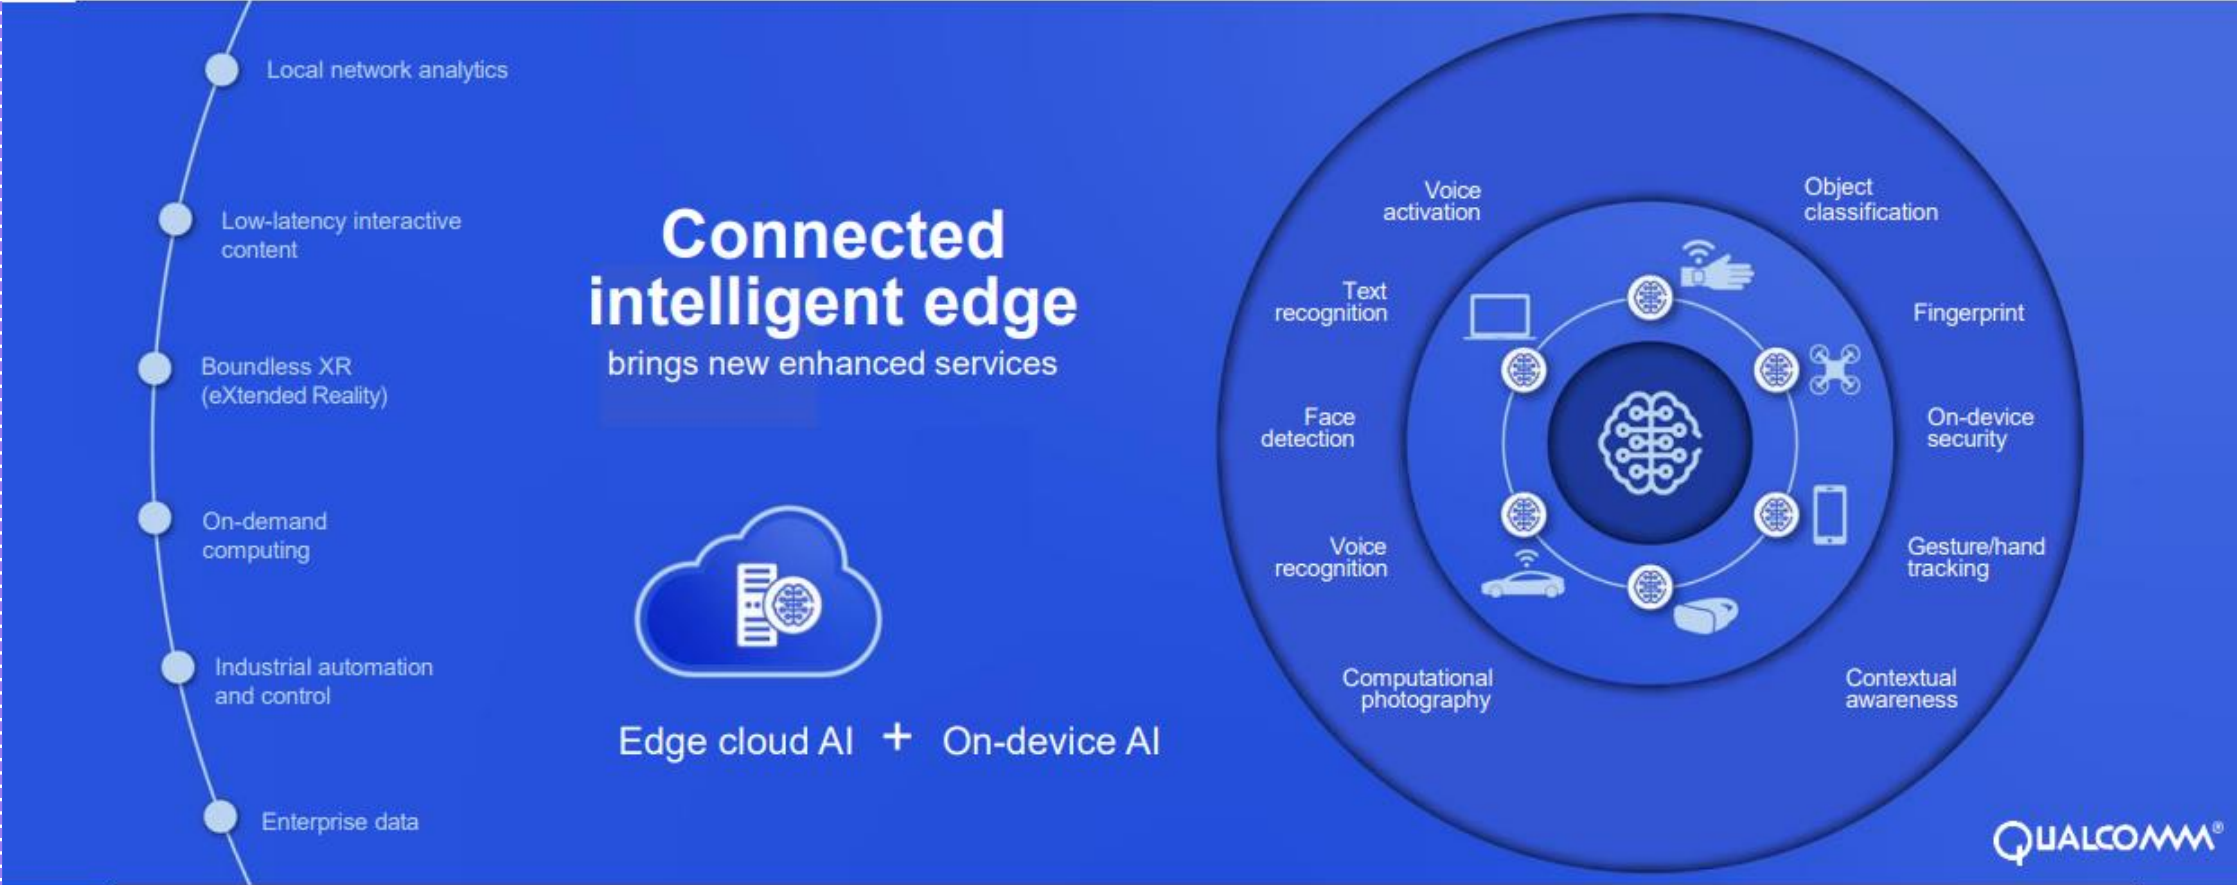 Local network analytics
Low-latency interactive
content
Boundless XR
(eXtended Reality)
On-demand
computing
Industrial automation
and control
Enterprise data
Connected
intelligent edge
brings new enhanced services
Edge cloud AI + On-device AI
Voice
activation
Text
recognition
Face
detection
Voice
recognition
Computational
photography
Object
classification
Fingerprint
On-device
security
Gesture/hand
tracking
Contextual
awareness
QUALCOMM®